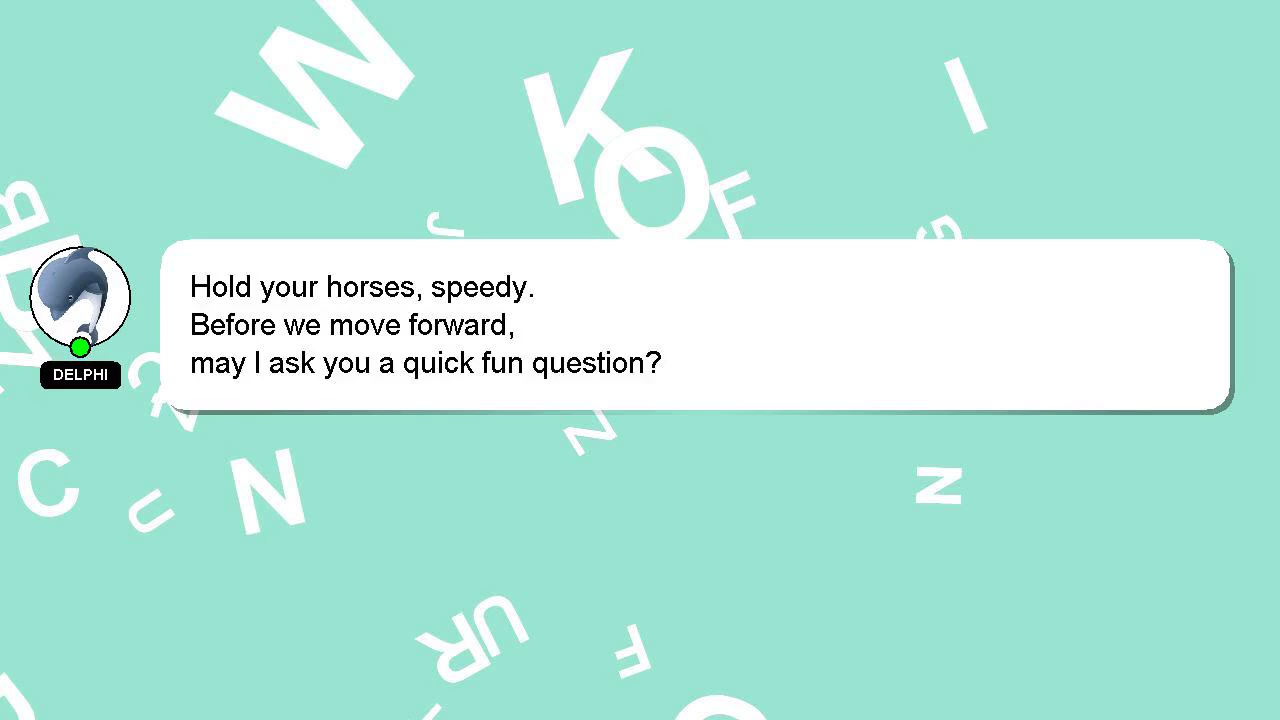 W
K
I
O
F
B
J
G
D
Hold your horses, speedy.
Before we move forward,
may I ask you a quick fun question?
DELPHI
Z
C
N
U
N
Z
U
R
F